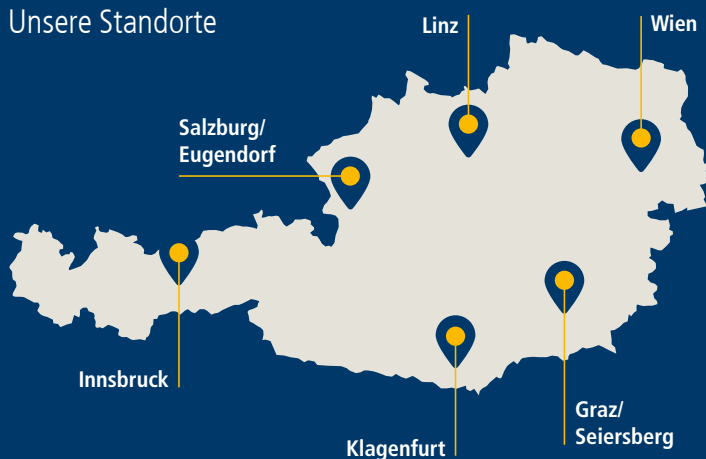 Unsere Standorte
Linz
Wien
Salzburg/
Eugendorf
Innsbruck
Graz/
Seiersberg
Klagenfurt